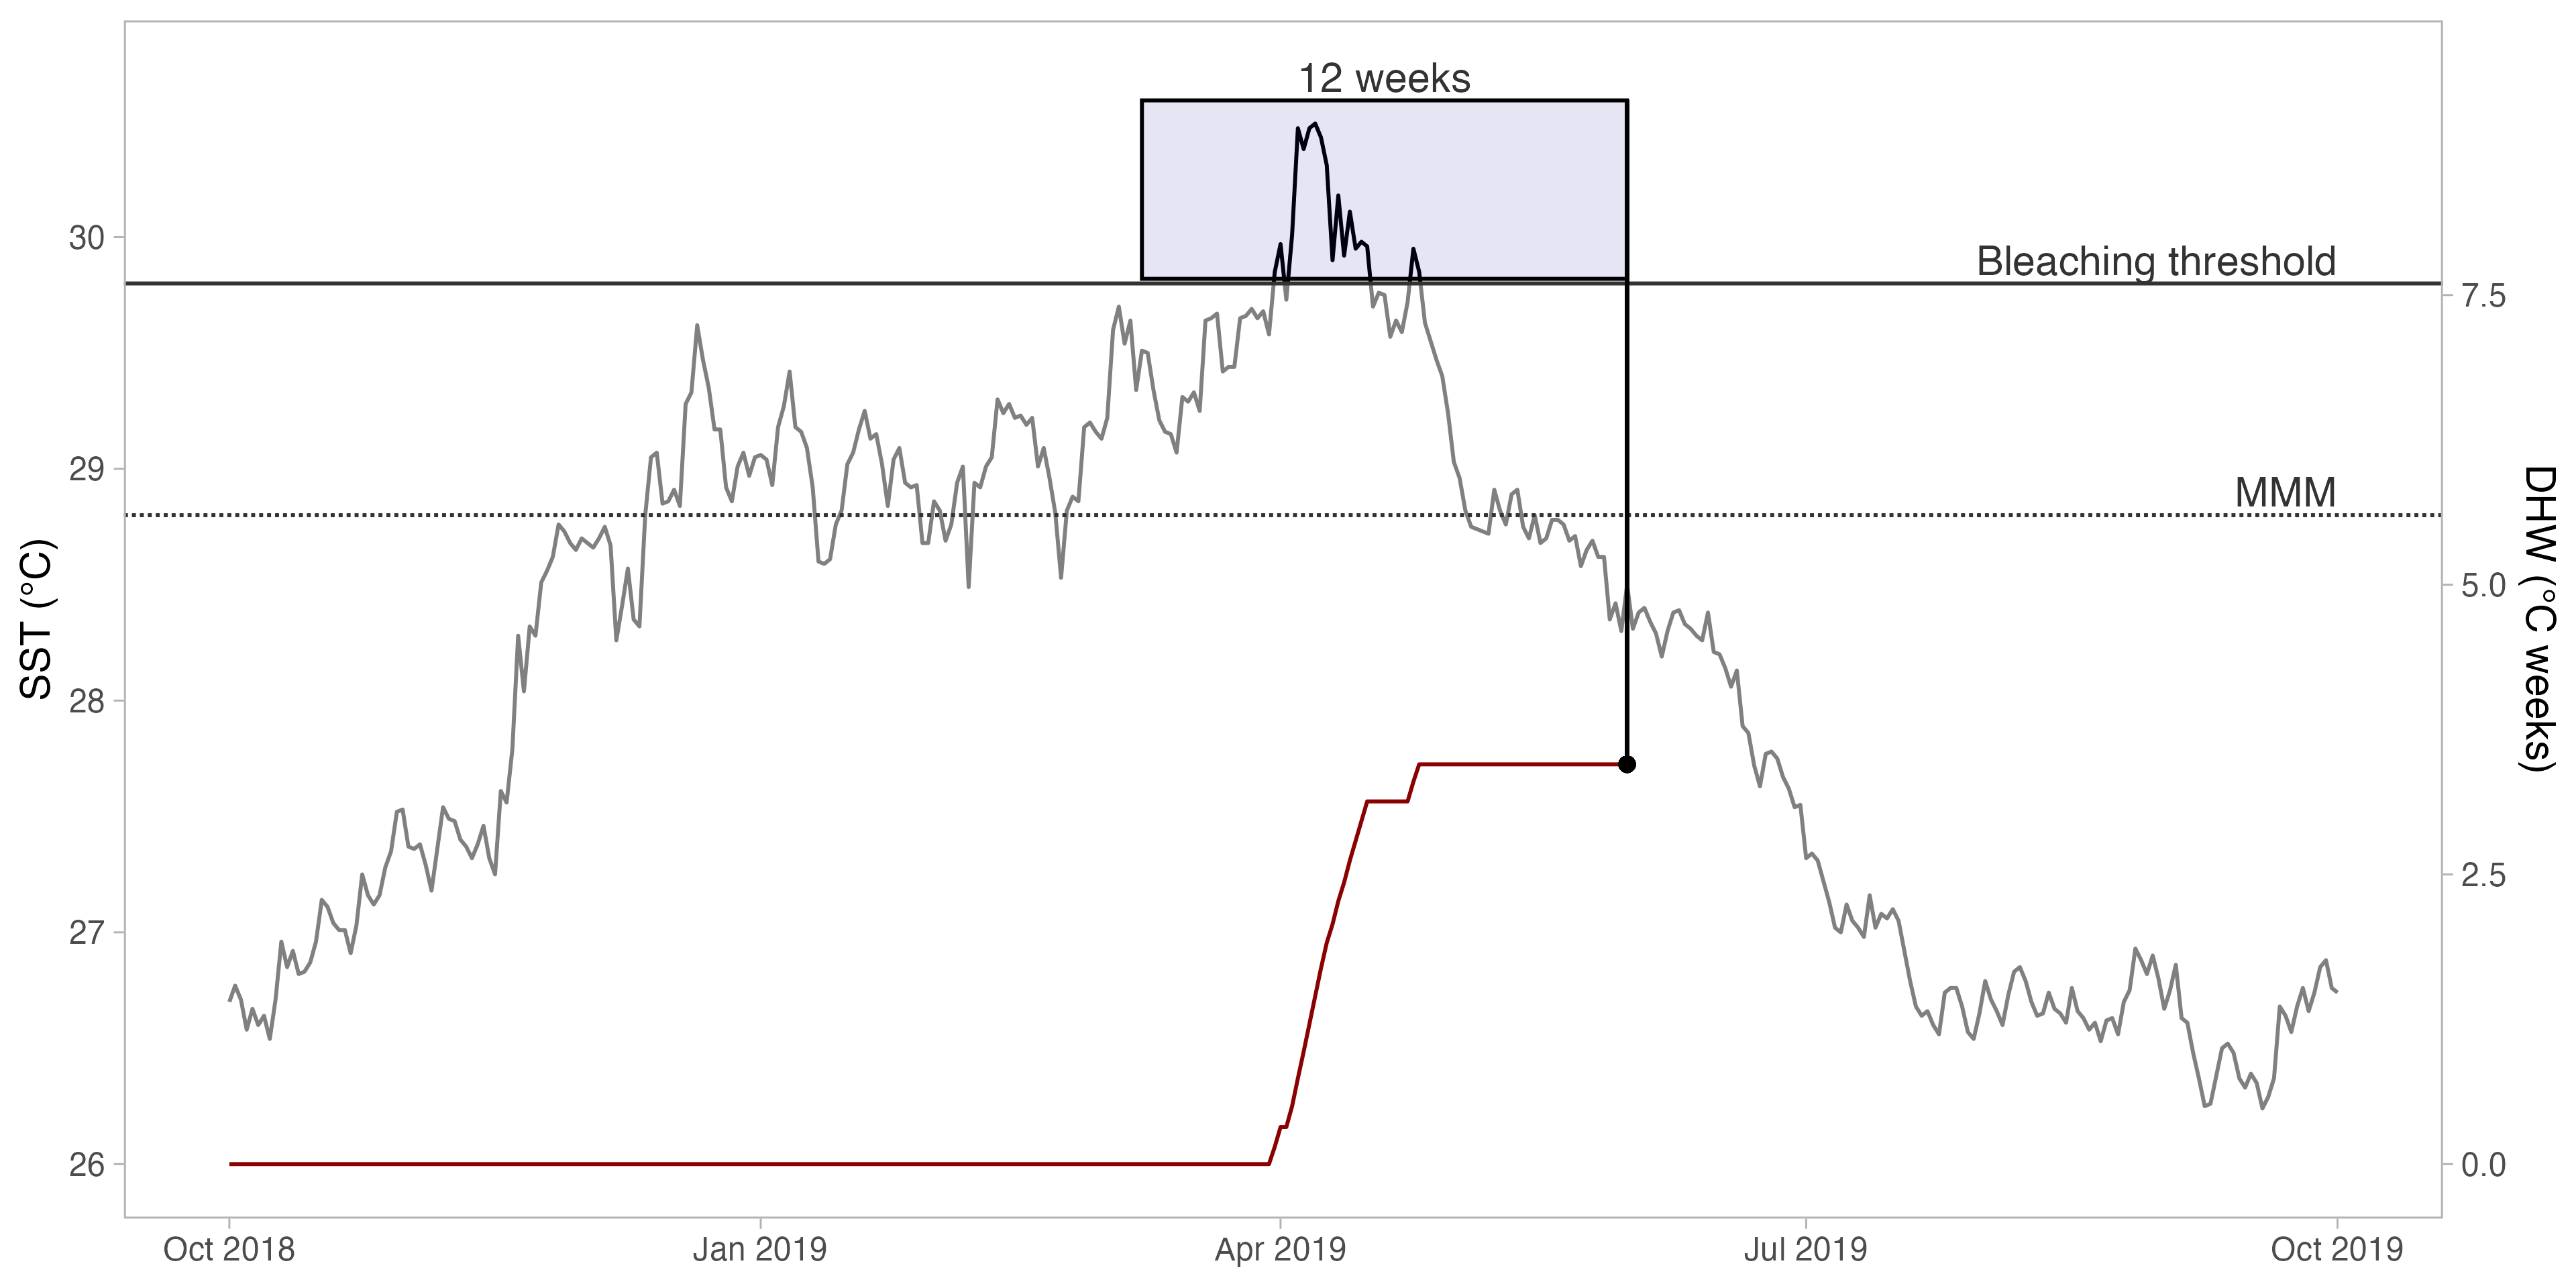 12 weeks
30
Bleaching threshold
7.5
29
MMM
SST (°C)
DHW (°C weeks)
5.0
28
27
2.5
26
0.0
Oct 2018
Jan 2019
Apr 2019
Jul 2019
Oct 2019